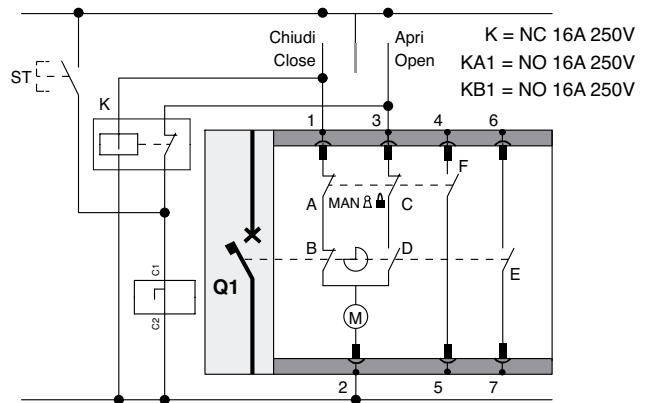 Chiudi
Close
Apri
Open
K = NC 16A 250V
KA1 = NO 16A 250V
KB1 = NO 16A 250V
ST
K
1
3
4
6
F
A
MAN
C
B
D
E
Q1
C1
C2
M
2
5
7